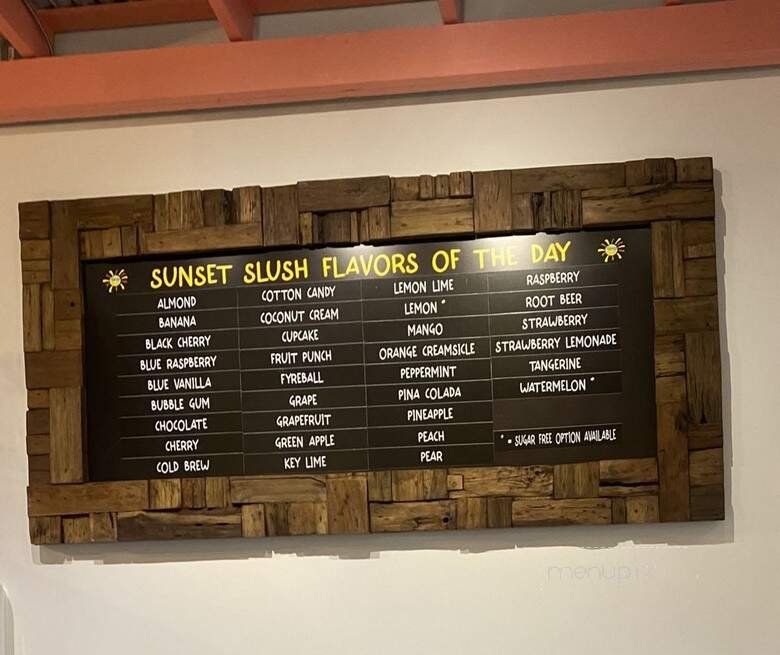 SUNSET SLUSH FLAVORS OF THE DAY
ALMOND
BANANA
BLACK CHERRY
BLUE RASPBERRY
BLUE VANILLA
BUBBLE GUM
CHOCOLATE
CHERRY
COLD BREW
COTTON CANDY
COCONUT CREAM
CUPCAKE
FRUIT PUNCH
FYREBALL
GRAPE
GRAPEFRUIT
GREEN APPLE
KEY LIME
LEMON LIME
LEMON *
MANGO
ORANGE CREAMSICLE
PEPPERMINT
PINA COLADA
PINEAPPLE
PEACH
PEAR
RASPBERRY
ROOT BEER
STRAWBERRY
STRAWBERRY LEMONADE
TANGERINE
WATERMELON *
* = SUGAR FREE OPTION AVAILABLE